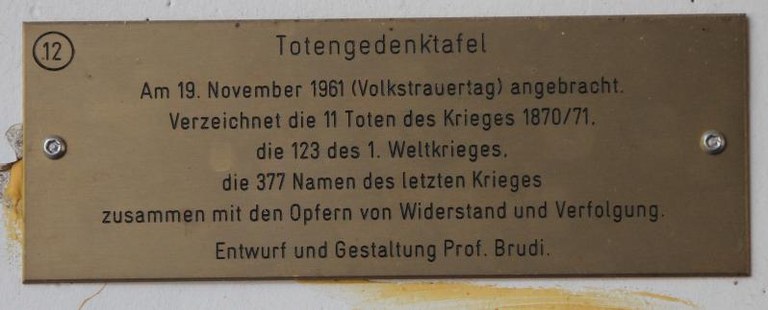 12
Totengedenktafel
Am 19. November 1961 (Volkstrauertag) angebracht.
Verzeichnet die 11 Toten des Krieges 1870/71,
die 123 des 1. Weltkrieges,
die 377 Namen des letzten Krieges
zusammen mit den Opfern von Widerstand und Verfolgung.
Entwurf und Gestaltung Prof. Brudi.